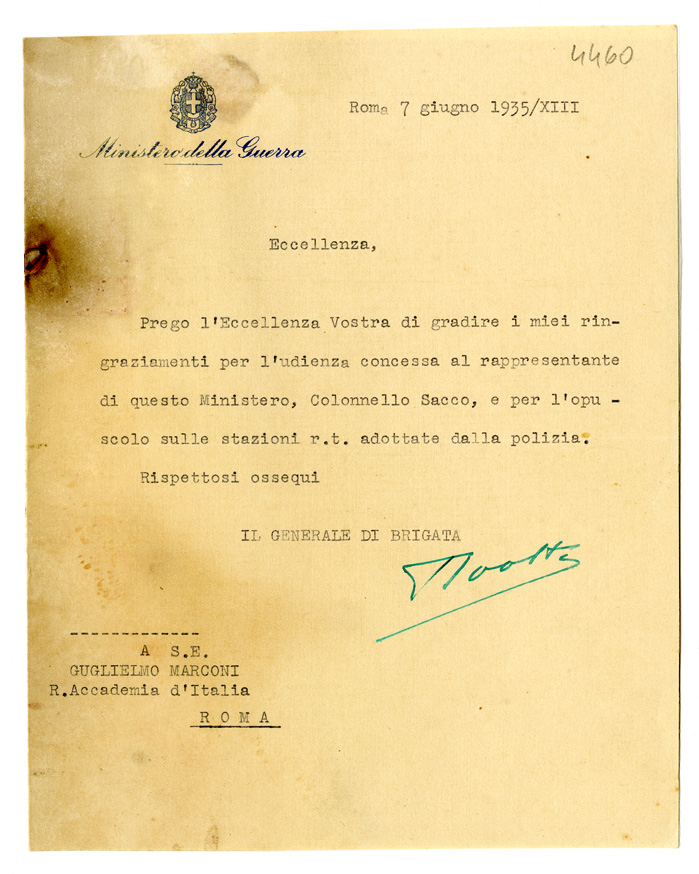 4460
Roma 7 giugno 1935/XIII
Ministero della Guerra
Eccellenza,
Prego l'Eccellenza Vostra di gradire i miei rin-
graziamenti per l'udienza concessa al rappresentante
di questo Ministero, Colonnello Sacco, e per l'opu -
scolo sulle stazioni r.t. adottate dalla polizia.
Rispettosi ossequi
IL GENERALE DI BRIGATA
-------------
A S.E.
GUGLIELMO MARCONI
R.Accademia d'Italia
R O M A